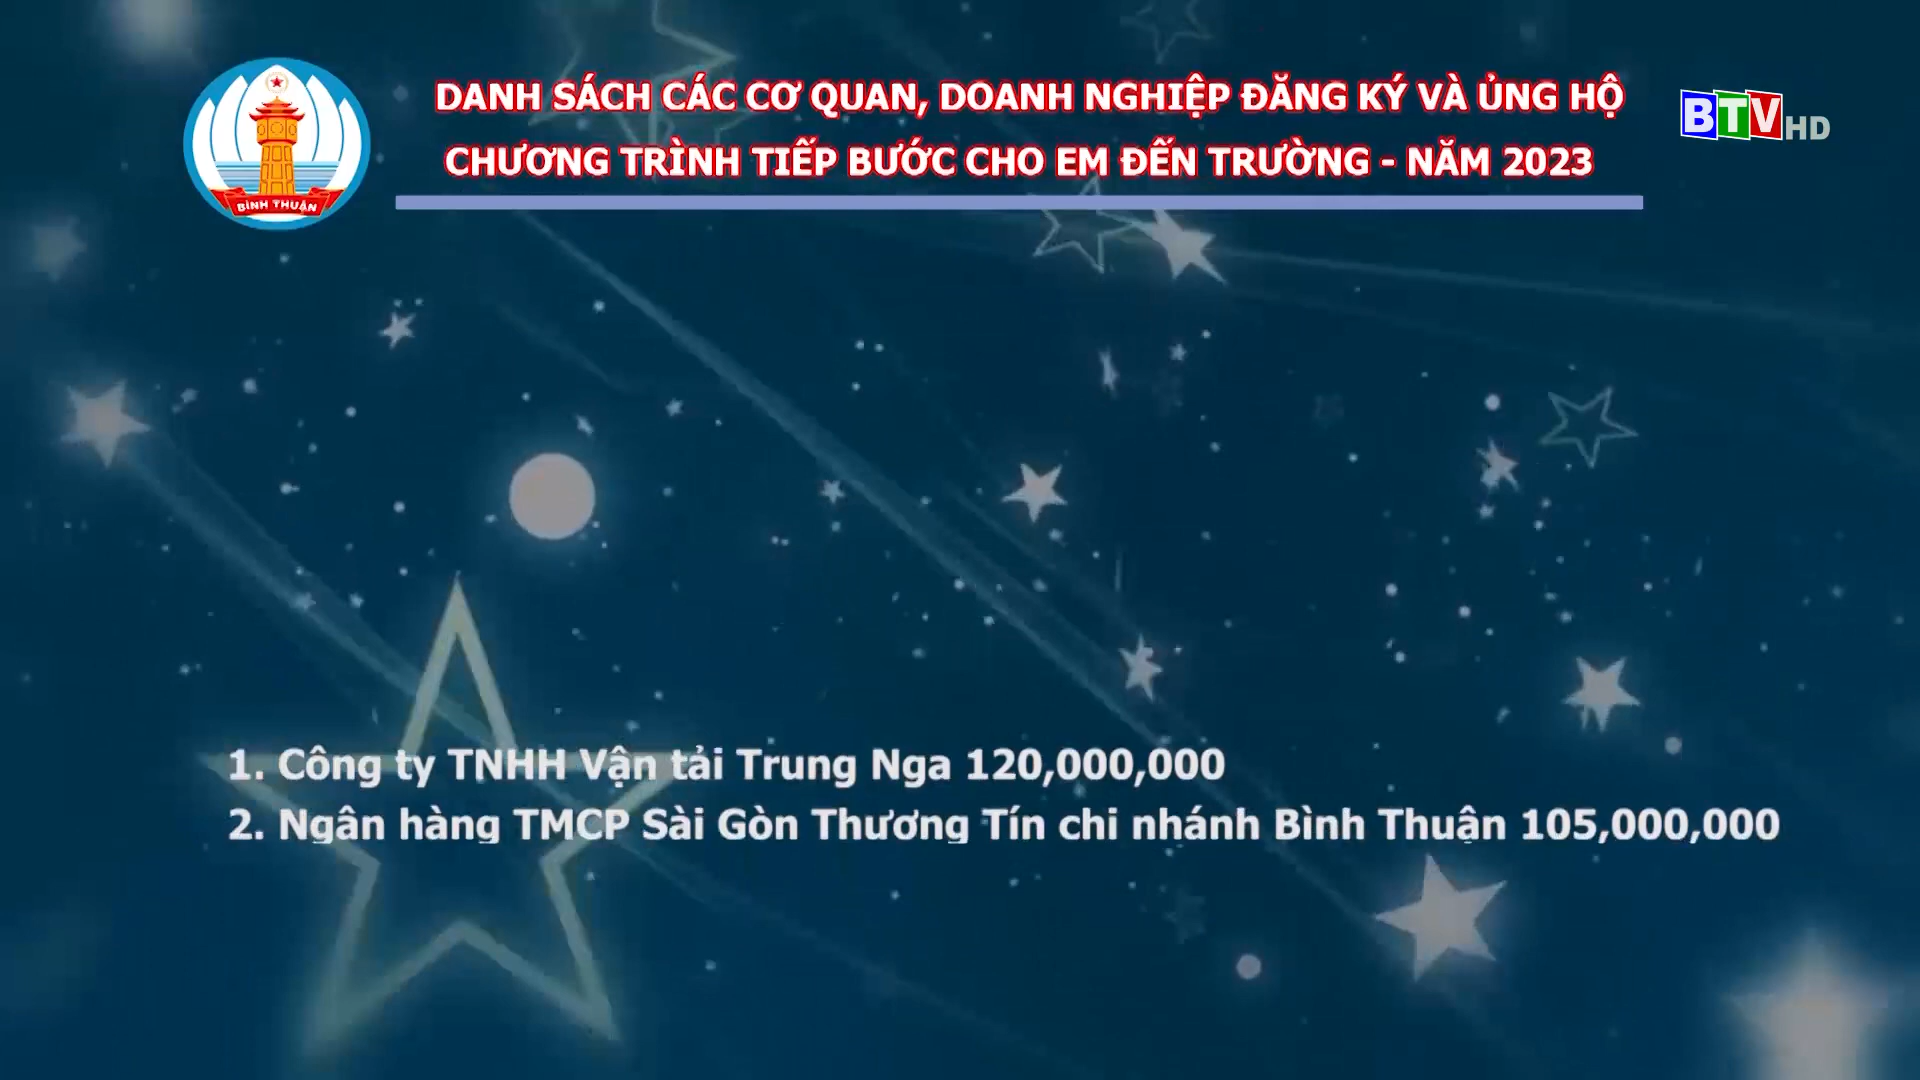 DANH SÁCH CÁC CƠ QUAN, DOANH NGHIỆP ĐĂNG KÝ VÀ ỦNG HỘ
CHƯƠNG TRÌNH TIẾP BƯỚC CHO EM ĐẾN TRƯỜNG - NĂM 2023
BTV HD
BÌNH THUẬN
1. Công ty TNHH Vận tải Trung Nga 120,000,000
2. Ngân hàng TMCP Sài Gòn Thương Tín chi nhánh Bình Thuận 105,000,000